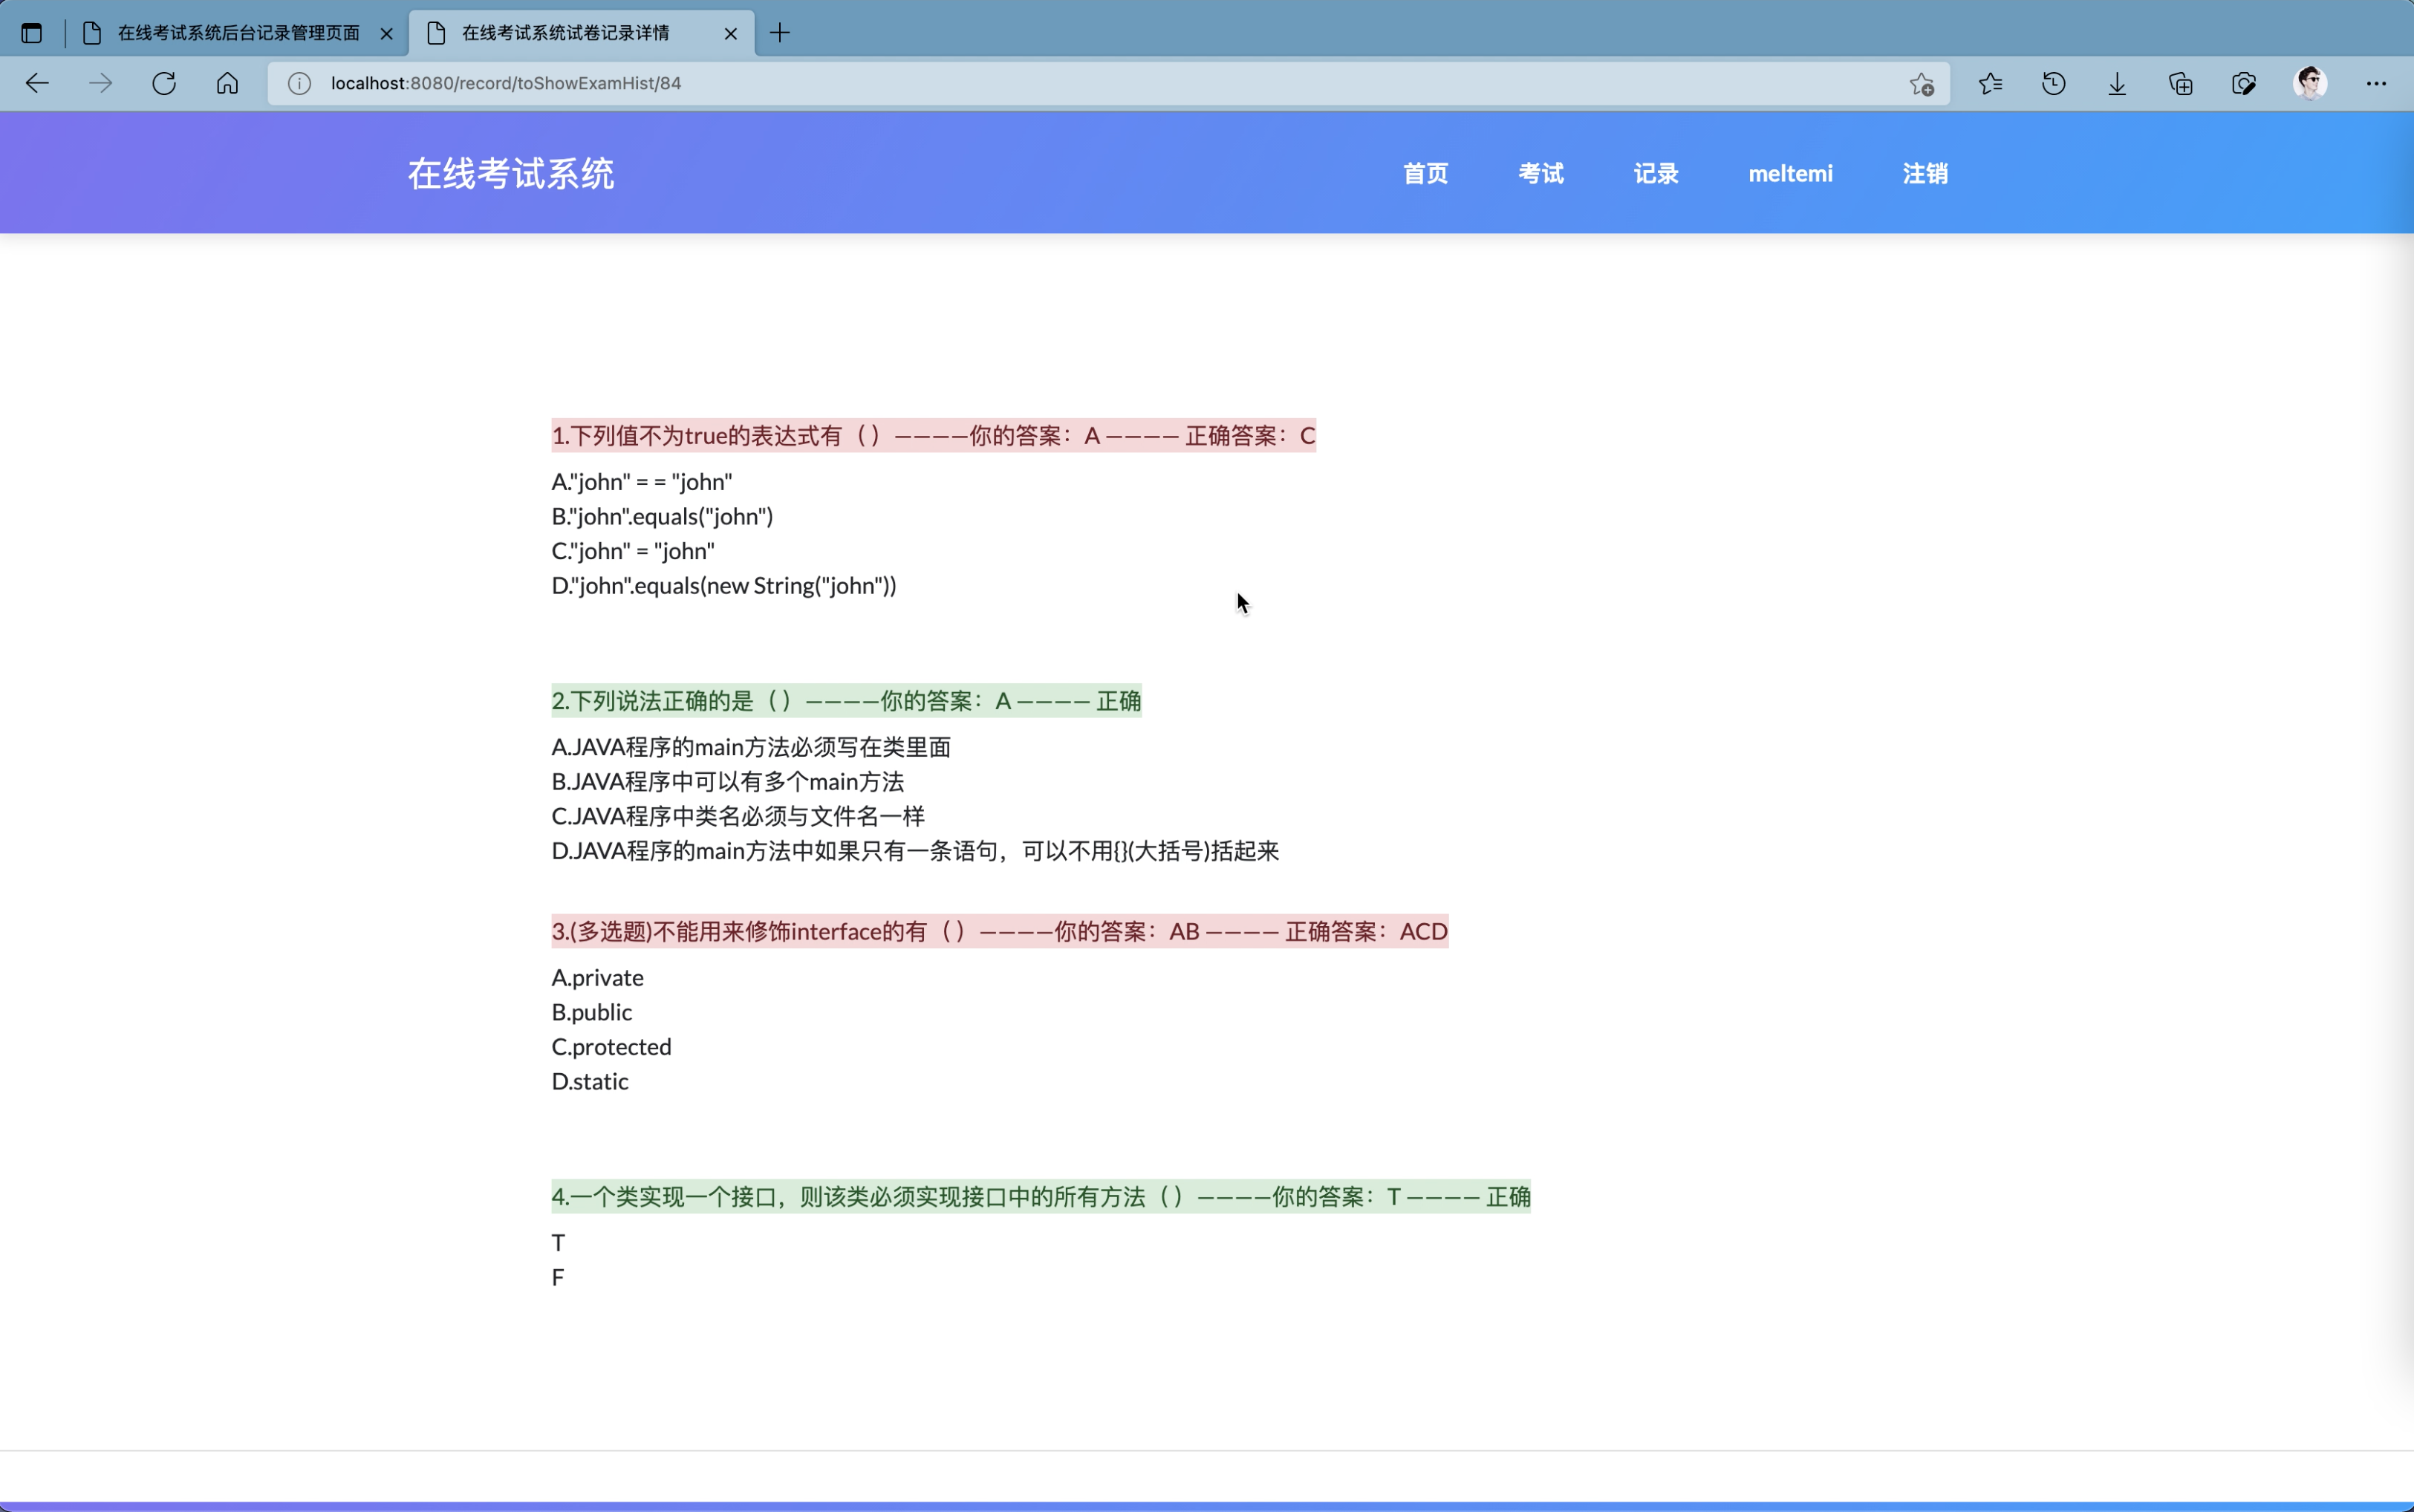 在线考试系统后台记录管理页面
在线考试系统试卷记录详情
localhost:8080/record/toShowExamHist/84
在线考试系统 首页 考试 记录 meltemi 注销
1.下列值不为true的表达式有（ ）————你的答案：A———— 正确答案：C
A."john" = = "john"
B."john".equals("john")
C."john" = "john"
D."john".equals(new String("john"))
2.下列说法正确的是（ ）————你的答案：A———— 正确
A.JAVA程序的main方法必须写在类里面
B.JAVA程序中可以有多个main方法
C.JAVA程序中类名必须与文件名一样
D.JAVA程序的main方法中如果只有一条语句，可以不用{}(大括号)括起来
3.(多选题)不能用来修饰interface的有（ ）————你的答案：AB———— 正确答案：ACD
A.private
B.public
C.protected
D.static
4.一个类实现一个接口，则该类必须实现接口中的所有方法（ ）————你的答案：T———— 正确
T
F